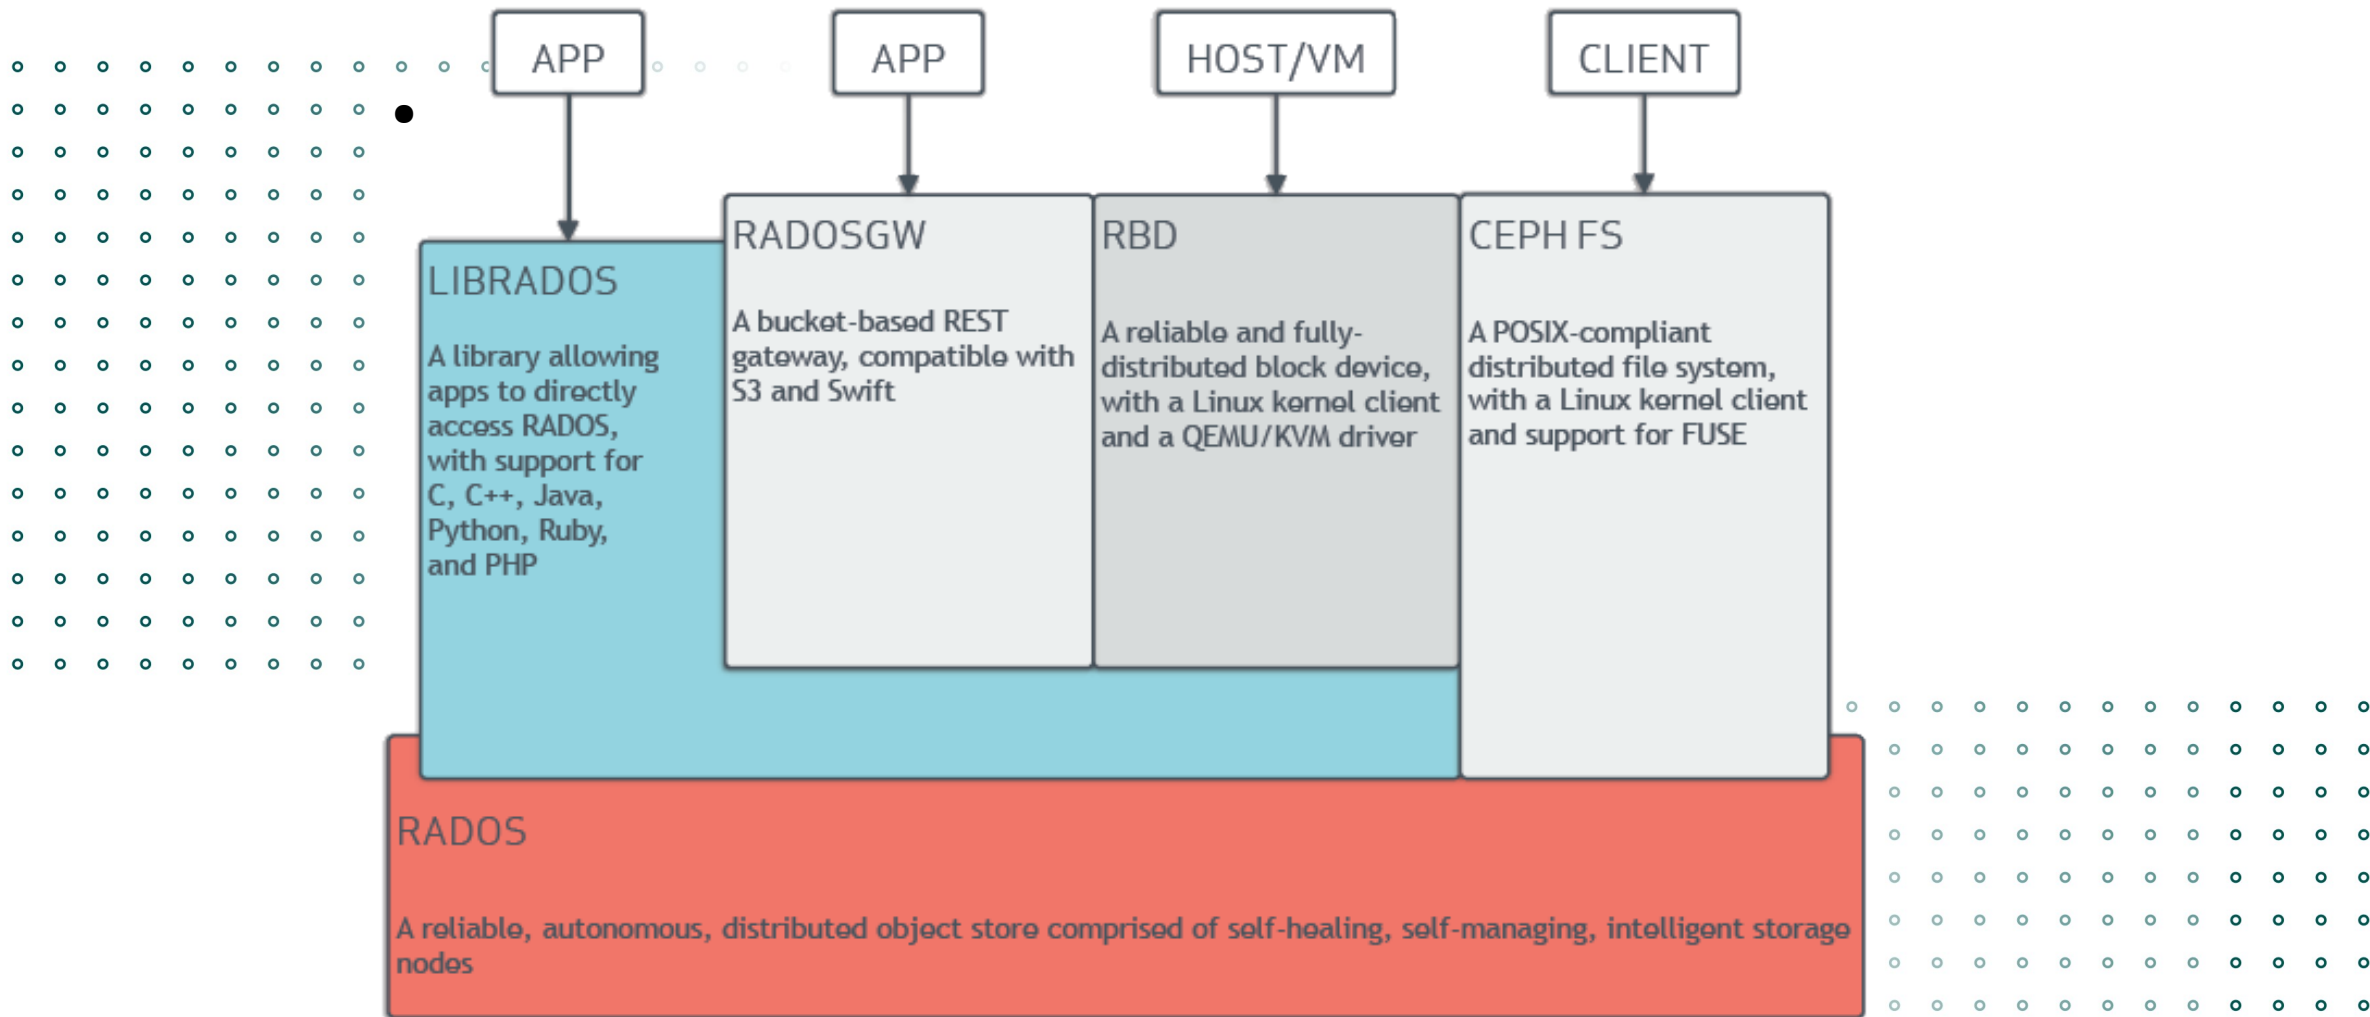 APP
APP
HOST/VM
CLIENT
LIBRADOS
A library allowing
apps to directly
access RADOS,
with support for
C, C++, Java,
Python, Ruby,
and PHP
RADOSGW
A bucket-based REST
gateway, compatible with
S3 and Swift
RBD
A reliable and fully-
distributed block device,
with a Linux kernel client
and a QEMU/KVM driver
CEPH FS
A POSIX-compliant
distributed file system,
with a Linux kernel client
and support for FUSE
RADOS
A reliable, autonomous, distributed object store comprised of self-healing, self-managing, intelligent storage
nodes